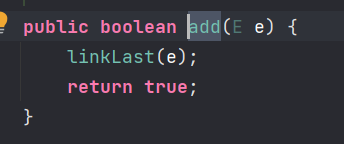 public boolean add(E e) {
    linkLast(e);
    return true;
}